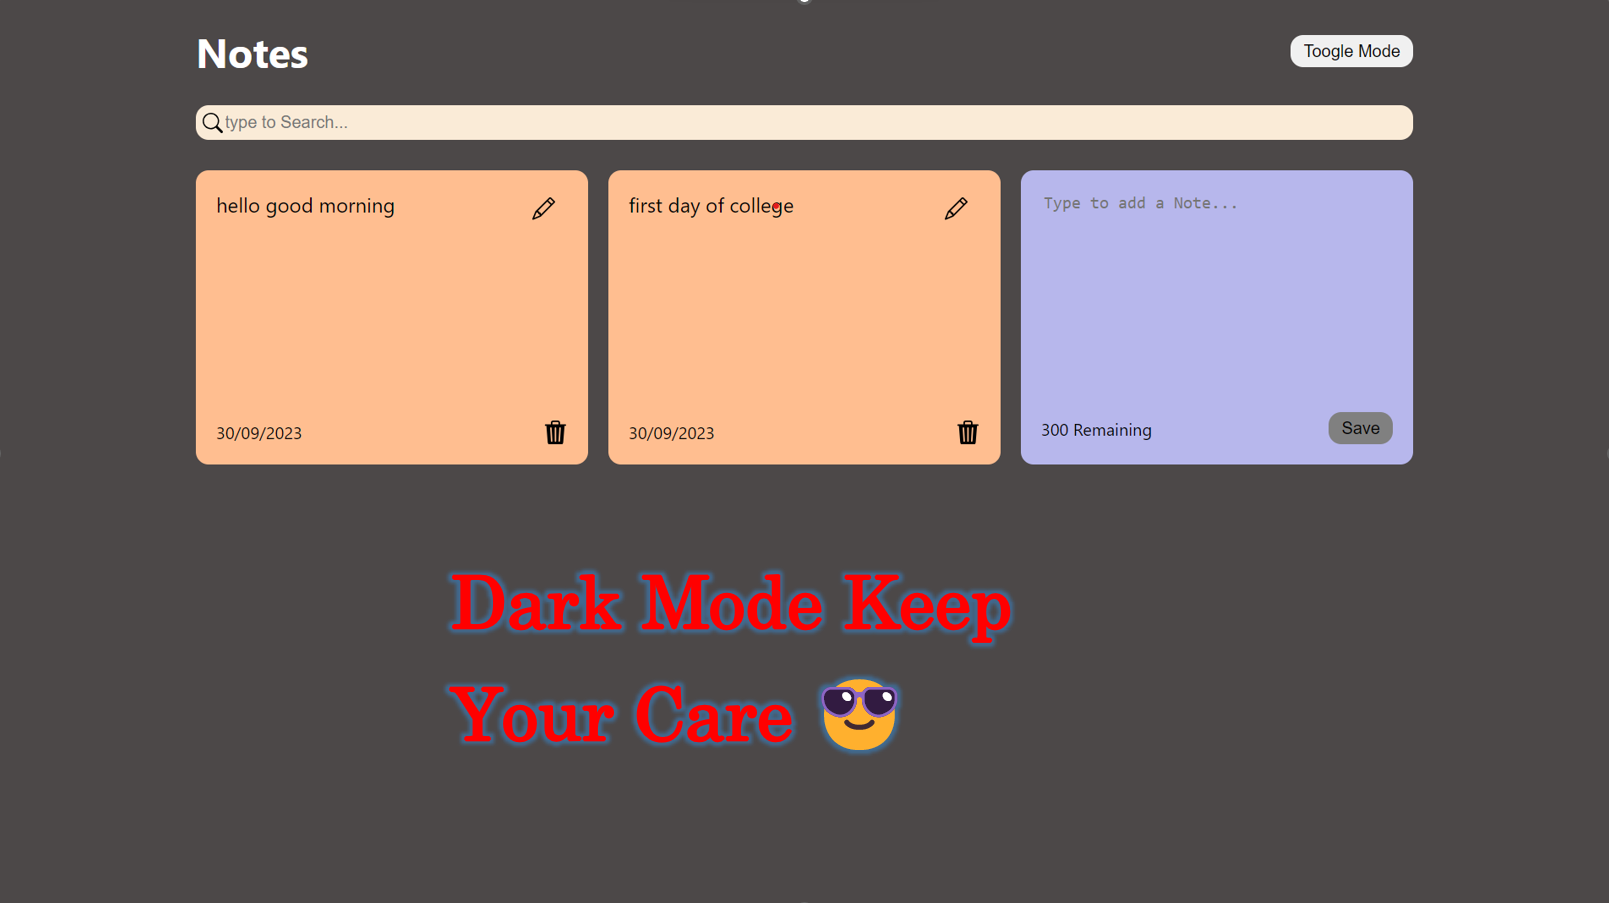 Notes
Toogle Mode
type to Search...
hello good morning
first day of college
Type to add a Note...
30/09/2023
30/09/2023
300 Remaining
Save
Dark Mode Keep
Your Care 😎